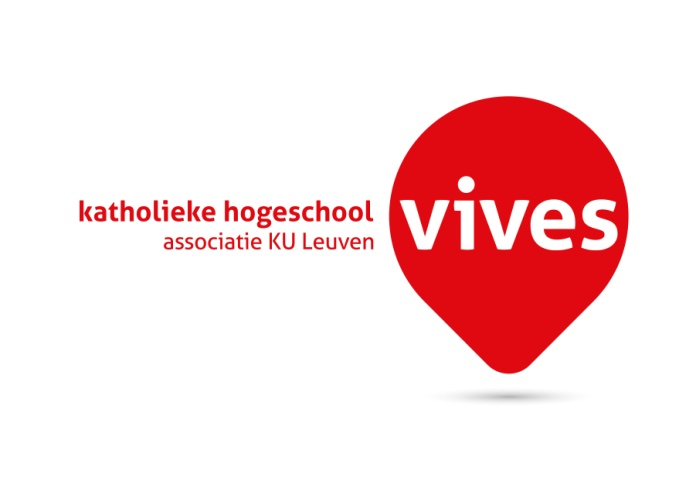 katholieke hogeschool
associatie KU Leuven
vives